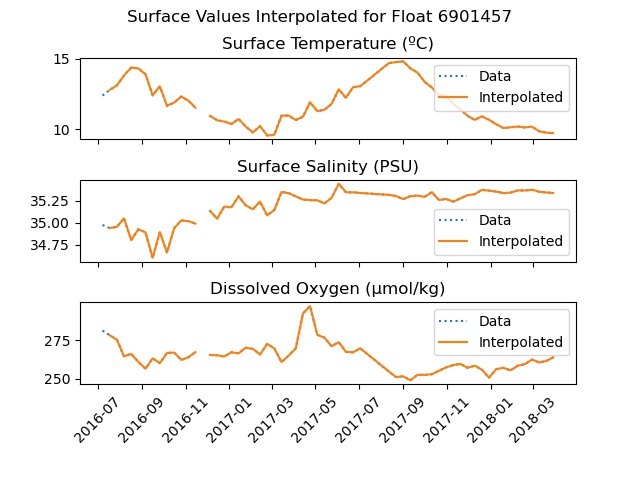 Surface Values Interpolated for Float 6901457
Surface Temperature (ºC)
15
10
Data
Interpolated
Surface Salinity (PSU)
35.25
35.00
34.75
Data
Interpolated
Dissolved Oxygen (µmol/kg)
275
250
Data
Interpolated
2016-07
2016-09
2016-11
2017-01
2017-03
2017-05
2017-07
2017-09
2017-11
2018-01
2018-03